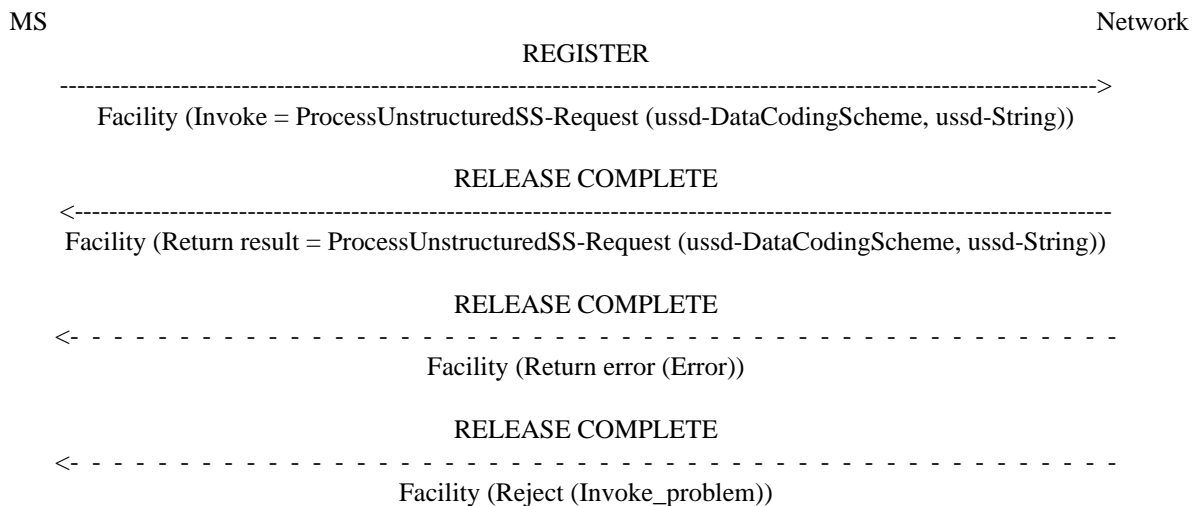 MS Network
REGISTER
------------------------------------------------------------------------------------------------------------------------>
Facility (Invoke = ProcessUnstructuredSS-Request (ussd-DataCodingScheme, ussd-String))
RELEASE COMPLETE
<------------------------------------------------------------------------------------------------------------------------
Facility (Return result = ProcessUnstructuredSS-Request (ussd-DataCodingScheme, ussd-String))
RELEASE COMPLETE
<- - - - - - - - - - - - - - - - - - - - - - - - - - - - - - - - - - - - - - - - - - - - - - - -
Facility (Return error (Error))
RELEASE COMPLETE
<- - - - - - - - - - - - - - - - - - - - - - - - - - - - - - - - - - - - - - - - - - - - - - - -
Facility (Reject (Invoke_problem))